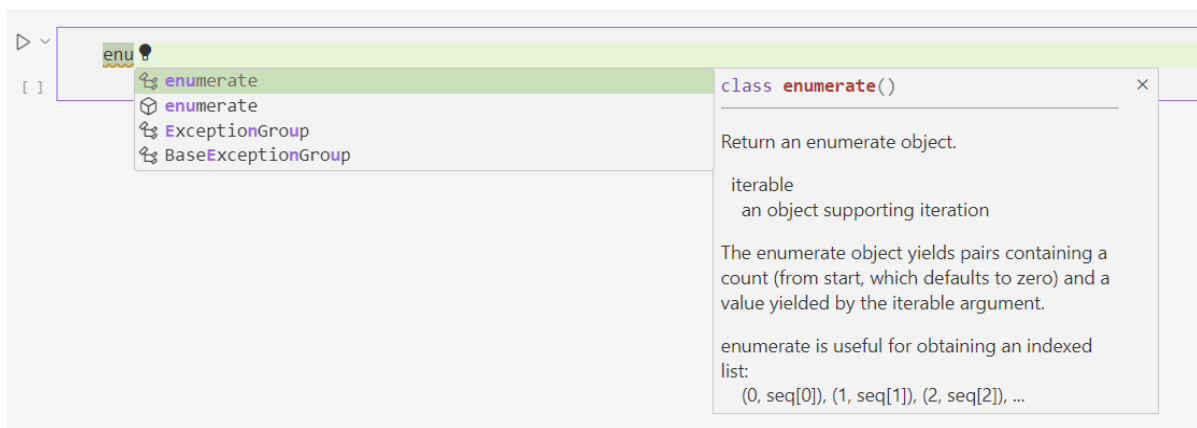 enu
[ ]
enumerate
enumerate
ExceptionGroup
BaseExceptionGroup
class enumerate()
Return an enumerate object.
iterable
an object supporting iteration
The enumerate object yields pairs containing a
count (from start, which defaults to zero) and a
value yielded by the iterable argument.
enumerate is useful for obtaining an indexed
list:
(0, seq[0]), (1, seq[1]), (2, seq[2]), ...